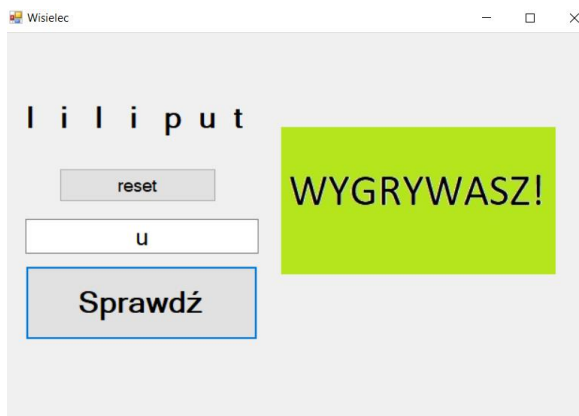 Wisielec
l i l i p u t
reset
WYGRYWASZ!
u
Sprawdź